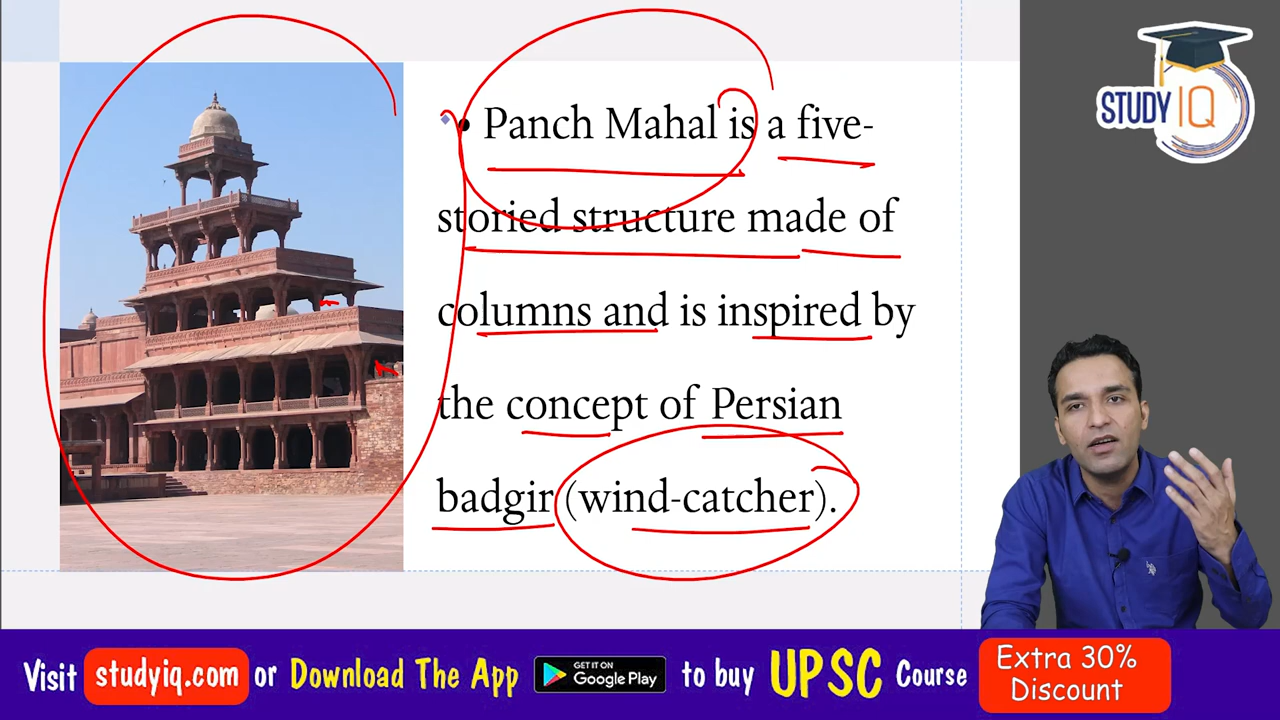 • Panch Mahal is a five-
storied structure made of
columns and is inspired by
the concept of Persian
badgir (wind-catcher).
STUDY IQ
Visit studyiq.com or Download The App GET IT ON Google Play to buy UPSC Course
Extra 30%
Discount